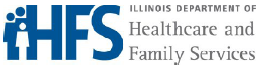 HFS
ILLINOIS DEPARTMENT OF
Healthcare and
Family Services